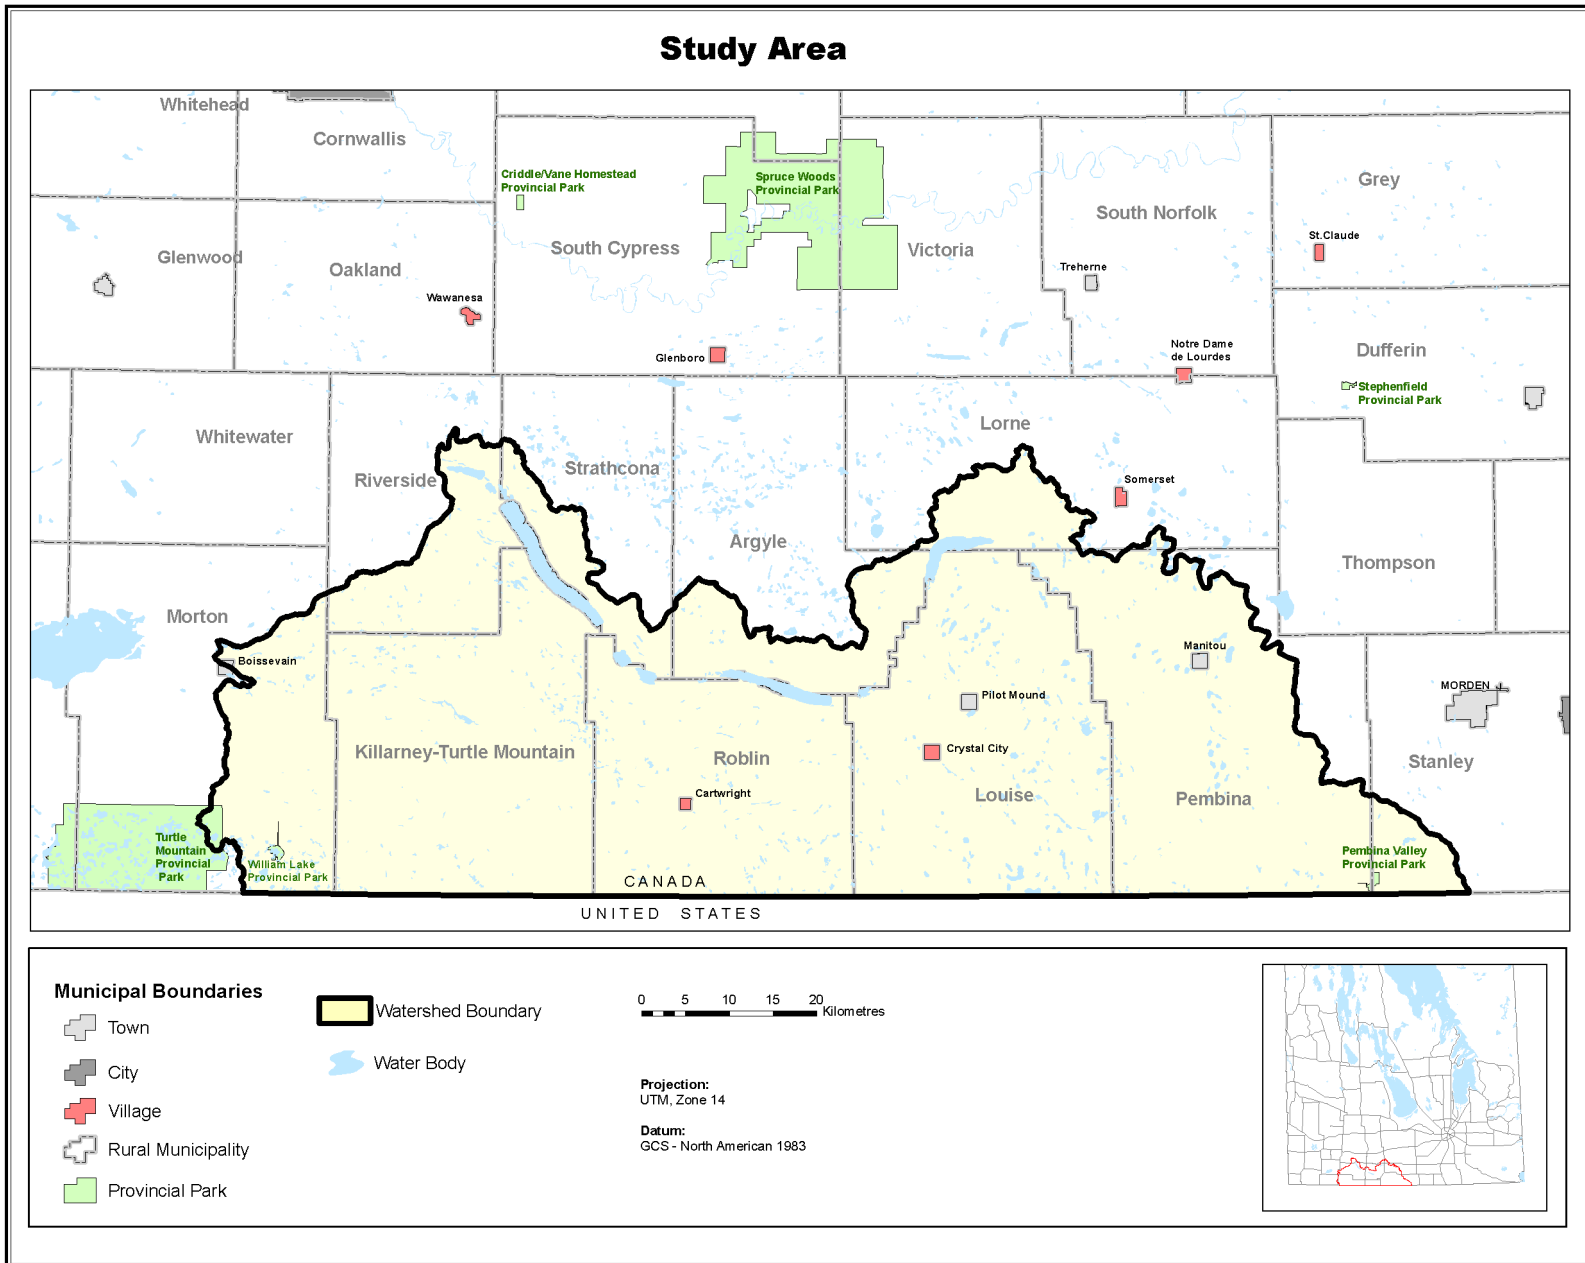 Study Area
Whitehead
Cornwallis
Criddle/Vane Homestead
Provincial Park
Spruce Woods
Provincial Park
Grey
South Norfolk
St.Claude
Glenwood
Oakland
South Cypress
Victoria
Treherne
Wawanesa
Glenboro
Notre Dame
de Lourdes
Dufferin
Stephenfield
Provincial Park
Whitewater
Riverside
Strathcona
Lorne
Somerset
Argyle
Thompson
Morton
Boissevain
Manitou
MORDEN
Pilot Mound
Killarney-Turtle Mountain
Roblin
Crystal City
Stanley
Cartwright
Louise
Pembina
Turtle
Mountain
Provincial
Park
William Lake
Provincial Park
Pembina Valley
Provincial Park
CANADA
UNITED STATES
Municipal Boundaries
Town
City
Village
Rural Municipality
Provincial Park
Watershed Boundary
Water Body
0 5 10 15 20
Kilometres
Projection:
UTM, Zone 14
Datum:
GCS - North American 1983